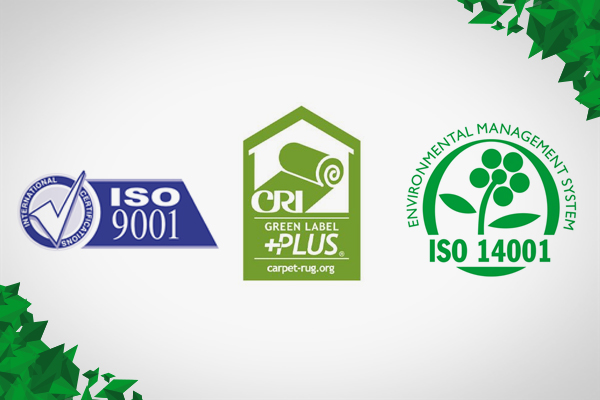 INTERNATIONAL
CERTIFICATIONS
ISO
9001
CRI
GREEN LABEL
+PLUS®
carpet-rug.org
ENVIRONMENTAL MANAGEMENT SYSTEM
ISO 14001